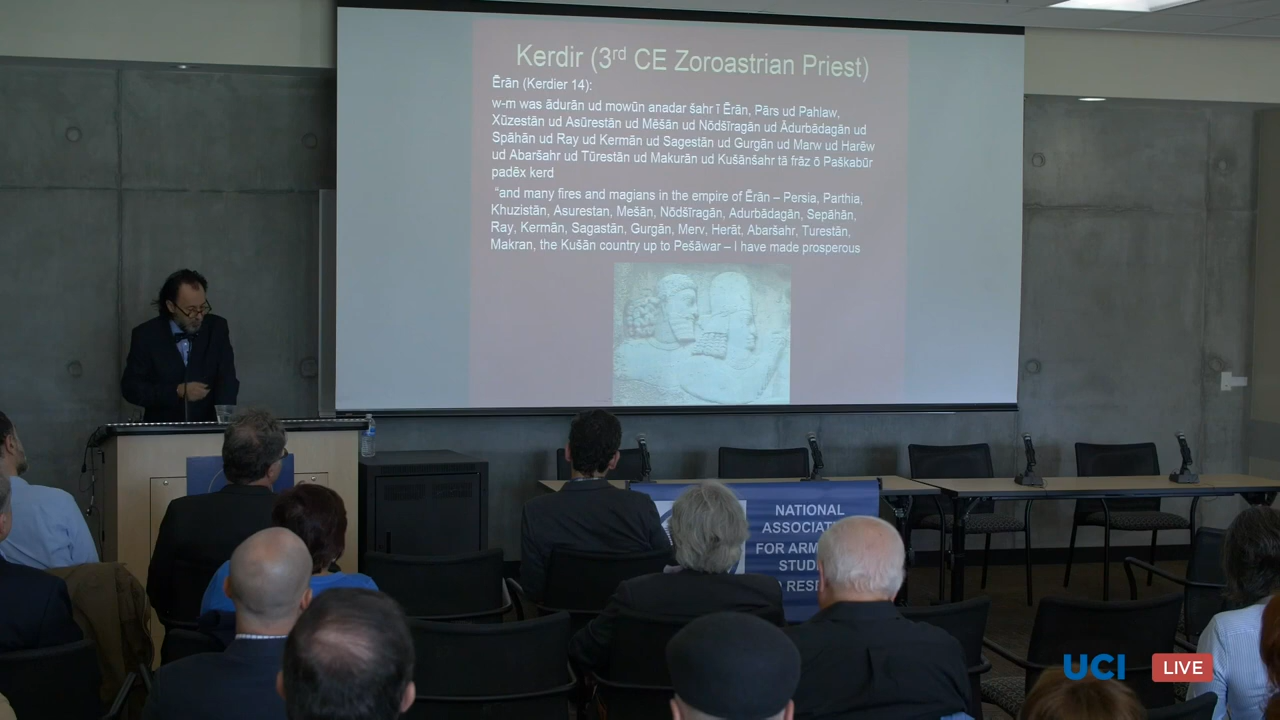 Kerdir (3rd CE Zoroastrian Priest)
Ērān (Kerdier 14):
w-m was ādurān ud mowūn anadar šahr ī Ērān, Pārs ud Pahlaw,
Xūzestān ud Asūrestān ud Mēšān ud Nōdšīragān ud Ādurbādagān ud
Spāhān ud Ray ud Kermān ud Sagestān ud Gurgān ud Marw ud Harēw
ud Abaršahr ud Tūrestān ud Makurān ud Kušānšahr tā frāz ō Paškabūr
padēx kerd
“and many fires and magians in the empire of Ērān – Persia, Parthia,
Khuzistān, Asurestan, Mešān, Nōdšīragān, Adurbādagān, Sepāhān,
Ray, Kermān, Sagastān, Gurgān, Merv, Herāt, Abaršahr, Turestān,
Makran, the Kušān country up to Pešāwar – I have made prosperous
NATIONAL
ASSOCIAT
FOR ARM
STUD
RES
UCI LIVE